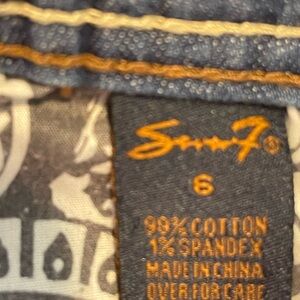 Seven7®
6
99% COTTON
1% SPANDEX
MADE IN CHINA
OVER FOR CARE